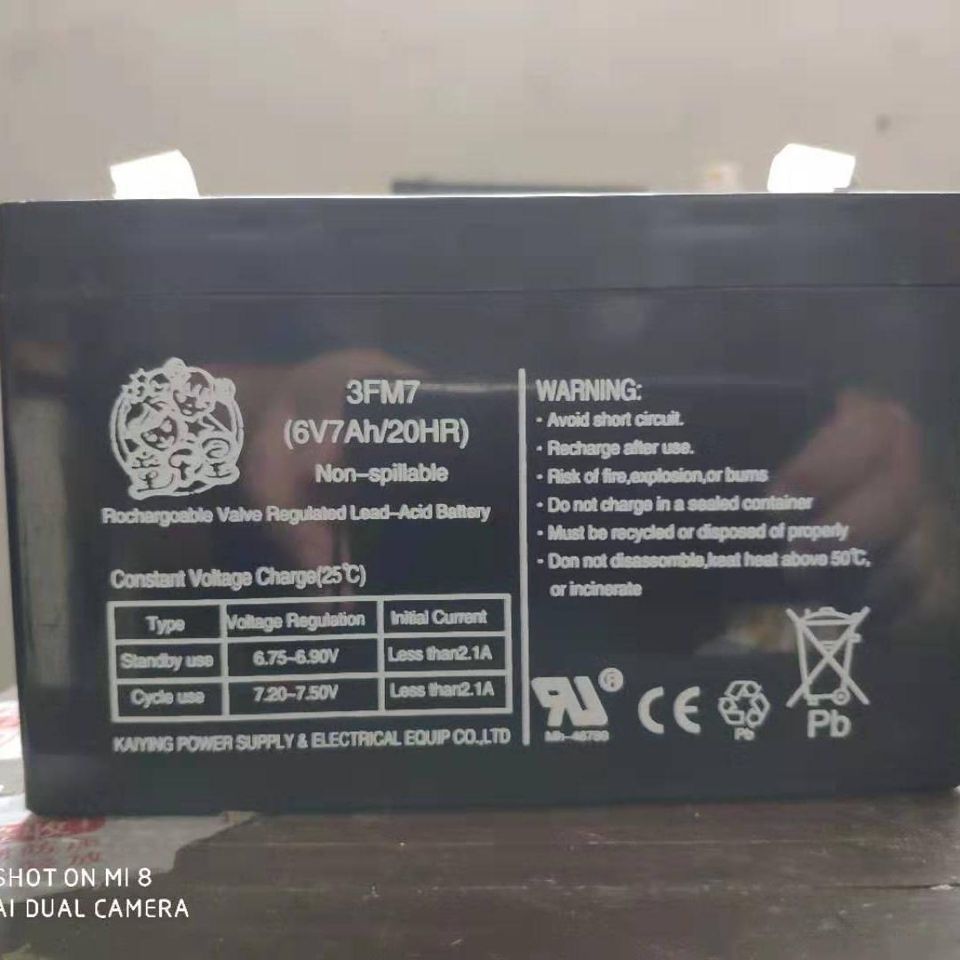 3FM7
(6V7Ah/20HR)
Non-spillable
Rochargoable Valve Regulated Lead-Acid Battery
Constant Voltage Charge(25℃)
Type Voltage Regulation Initial Current
Standby use 6.75-6.90V Less than2.1A
Cycle use 7.20-7.50V Less than2.1A
KAIYING POWER SUPPLY & ELECTRICAL EQUIP CO.,LTD
WARNING:
· Avoid short circuit.
· Recharge after use.
· Risk of fire,explosion,or burns
· Do not charge in a sealed container
· Must be recycled or disposed of properly
· Don not disassomble,keat heat above 50℃,
or incinerate
®
CE
Pb
Pb
SHOT ON MI 8
AI DUAL CAMERA